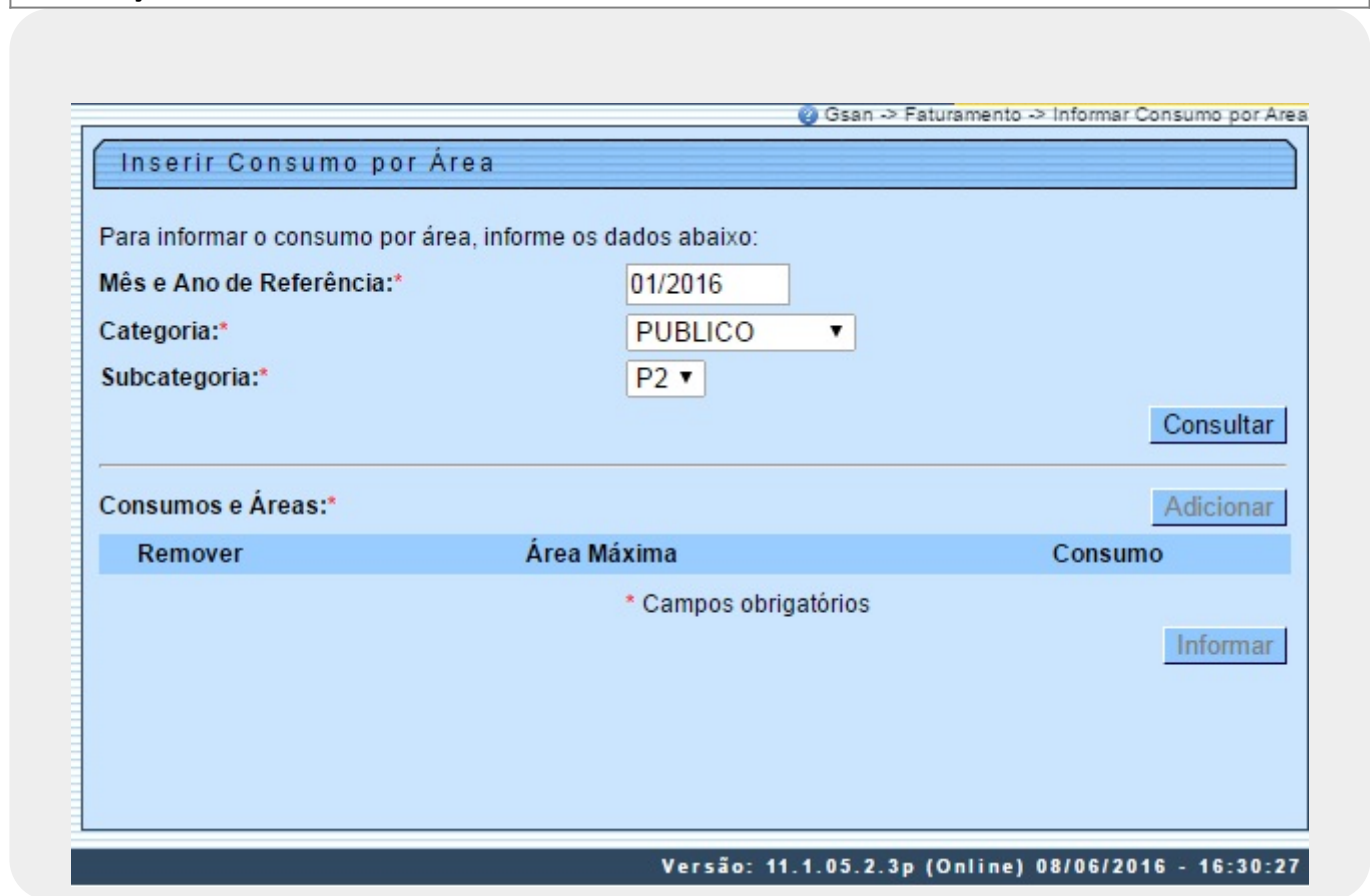 Gsan -> Faturamento -> Informar Consumo por Area
Inserir Consumo por Área
Para informar o consumo por área, informe os dados abaixo:
Mês e Ano de Referência:* 01/2016
Categoria:* PUBLICO
Subcategoria:* P2
Consultar
Consumos e Áreas:* Adicionar
Remover Área Máxima Consumo
* Campos obrigatórios
Informar
Versão: 11.1.05.2.3p (Online) 08/06/2016 - 16:30:27